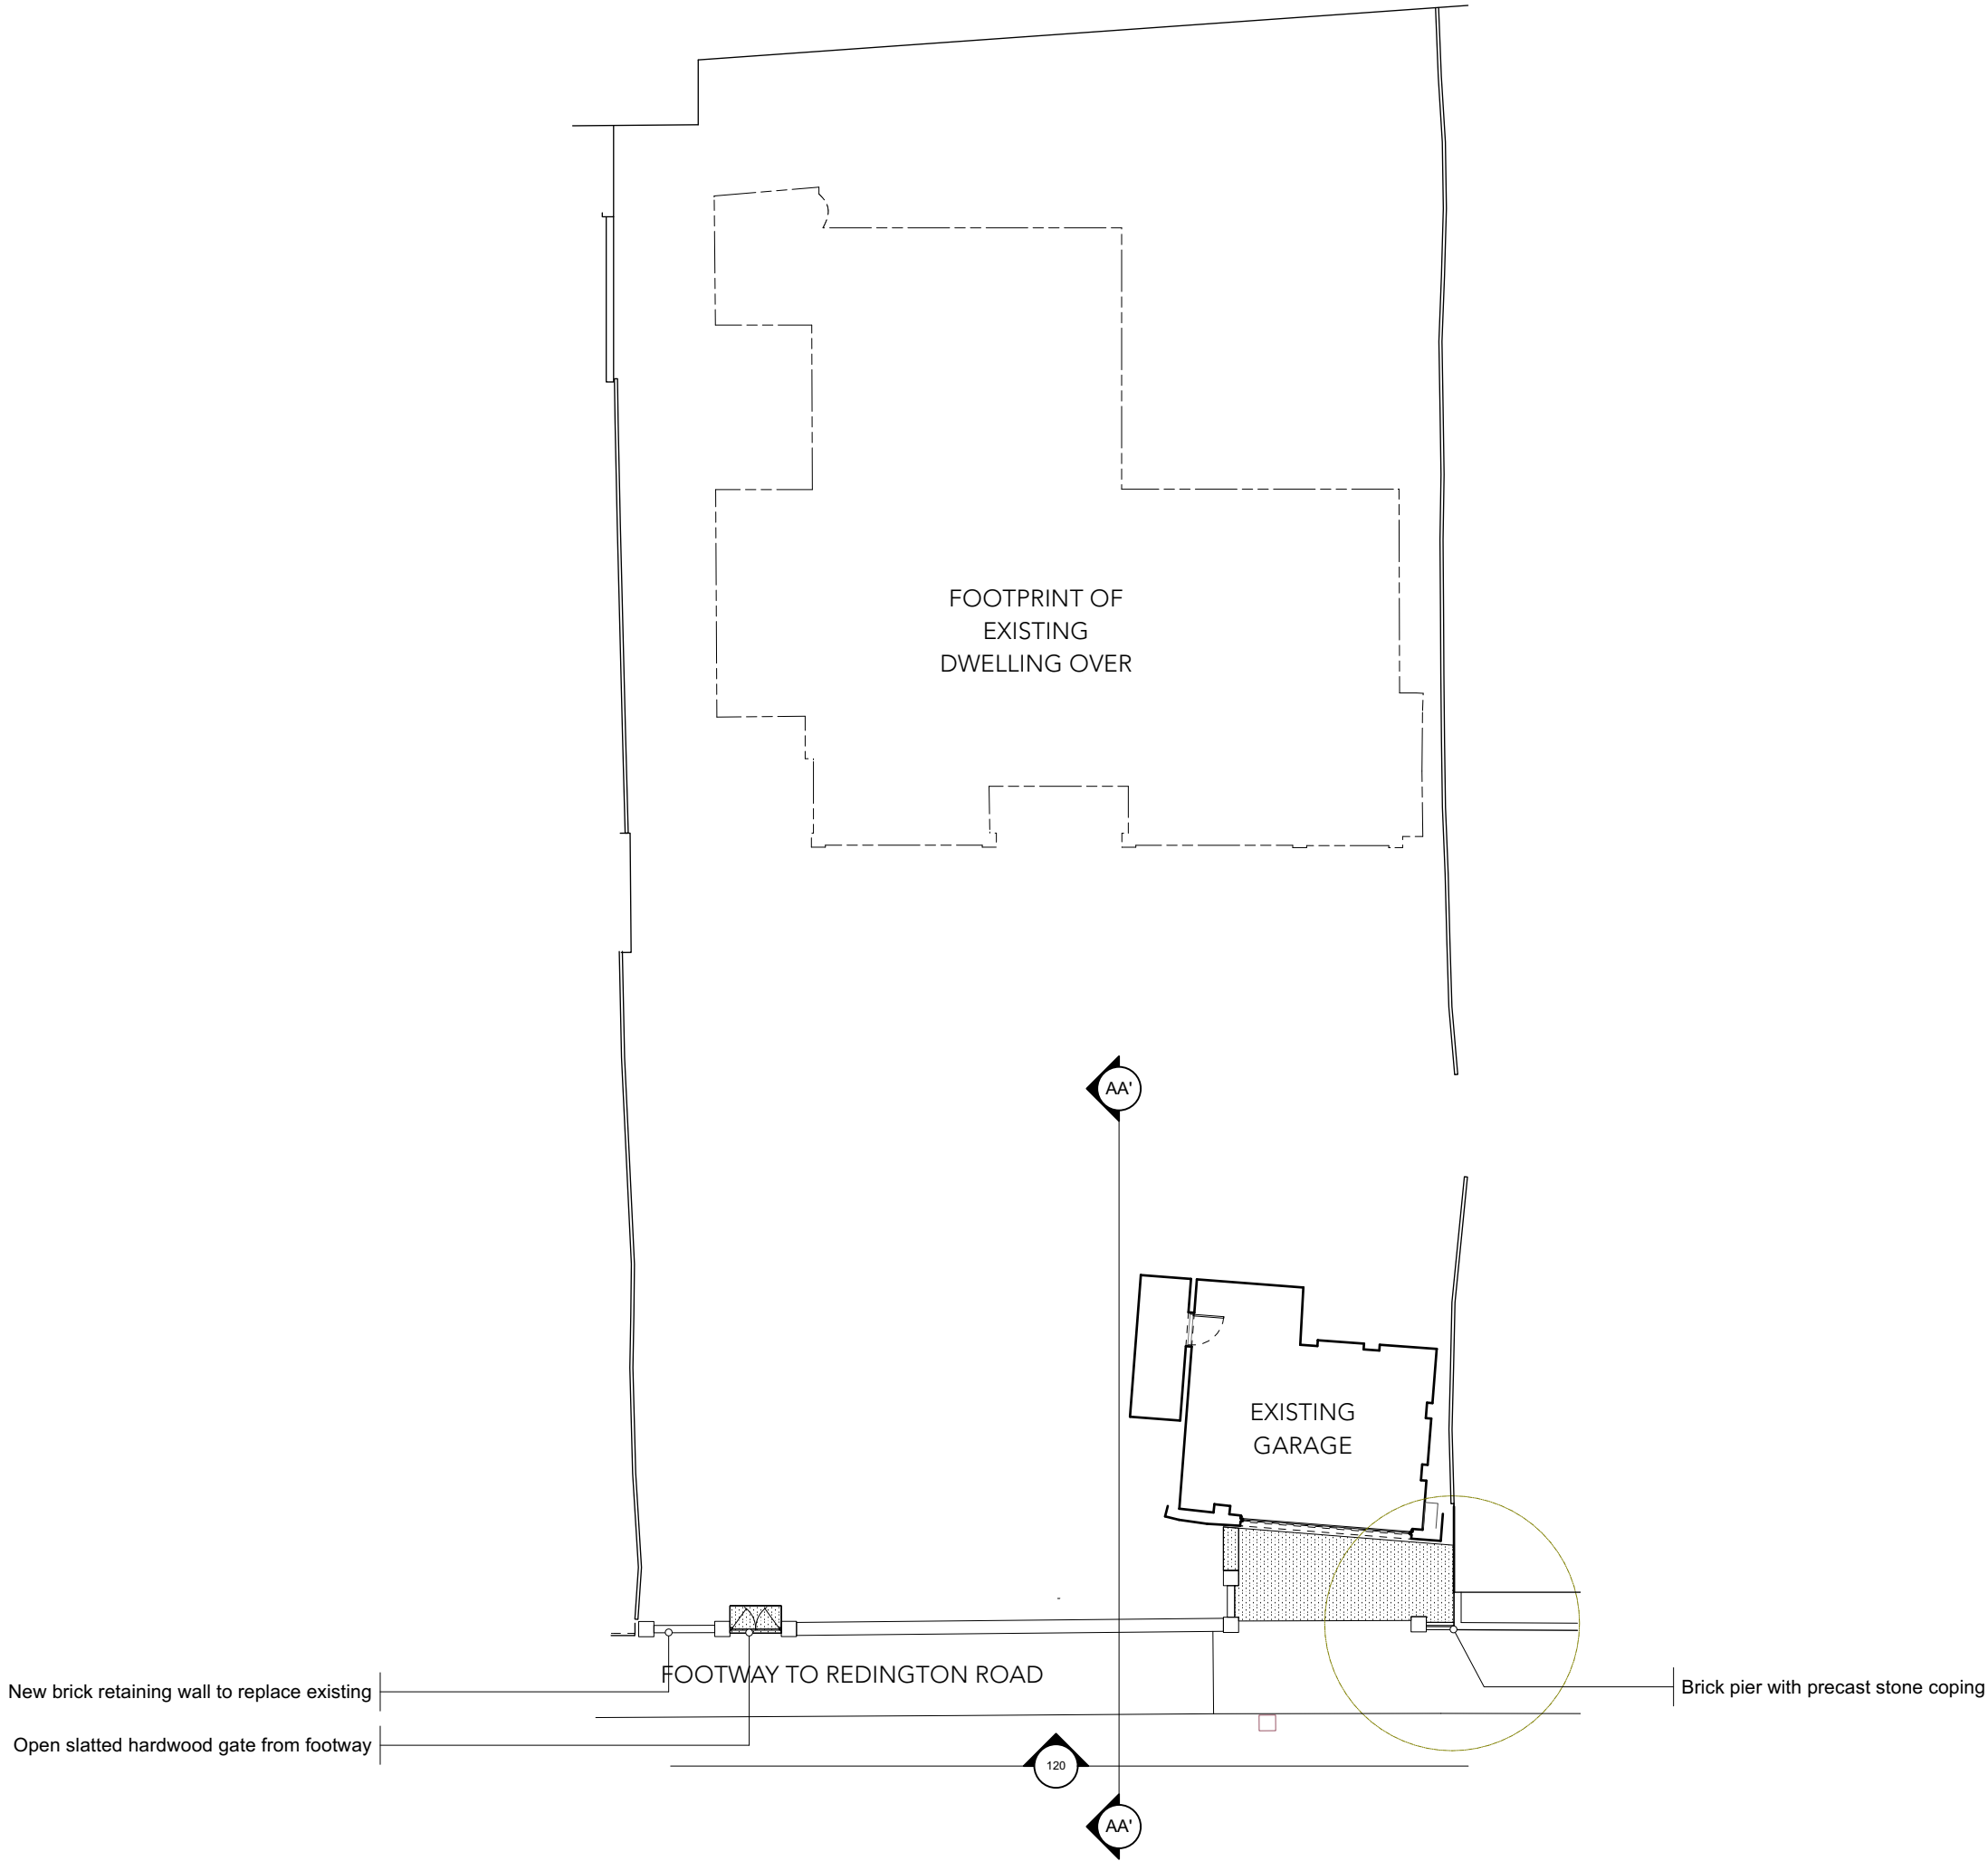 FOOTPRINT OF
EXISTING
DWELLING OVER
AA'
EXISTING
GARAGE
FOOTWAY TO REDINGTON ROAD
New brick retaining wall to replace existing
Brick pier with precast stone coping
Open slatted hardwood gate from footway
120
AA'